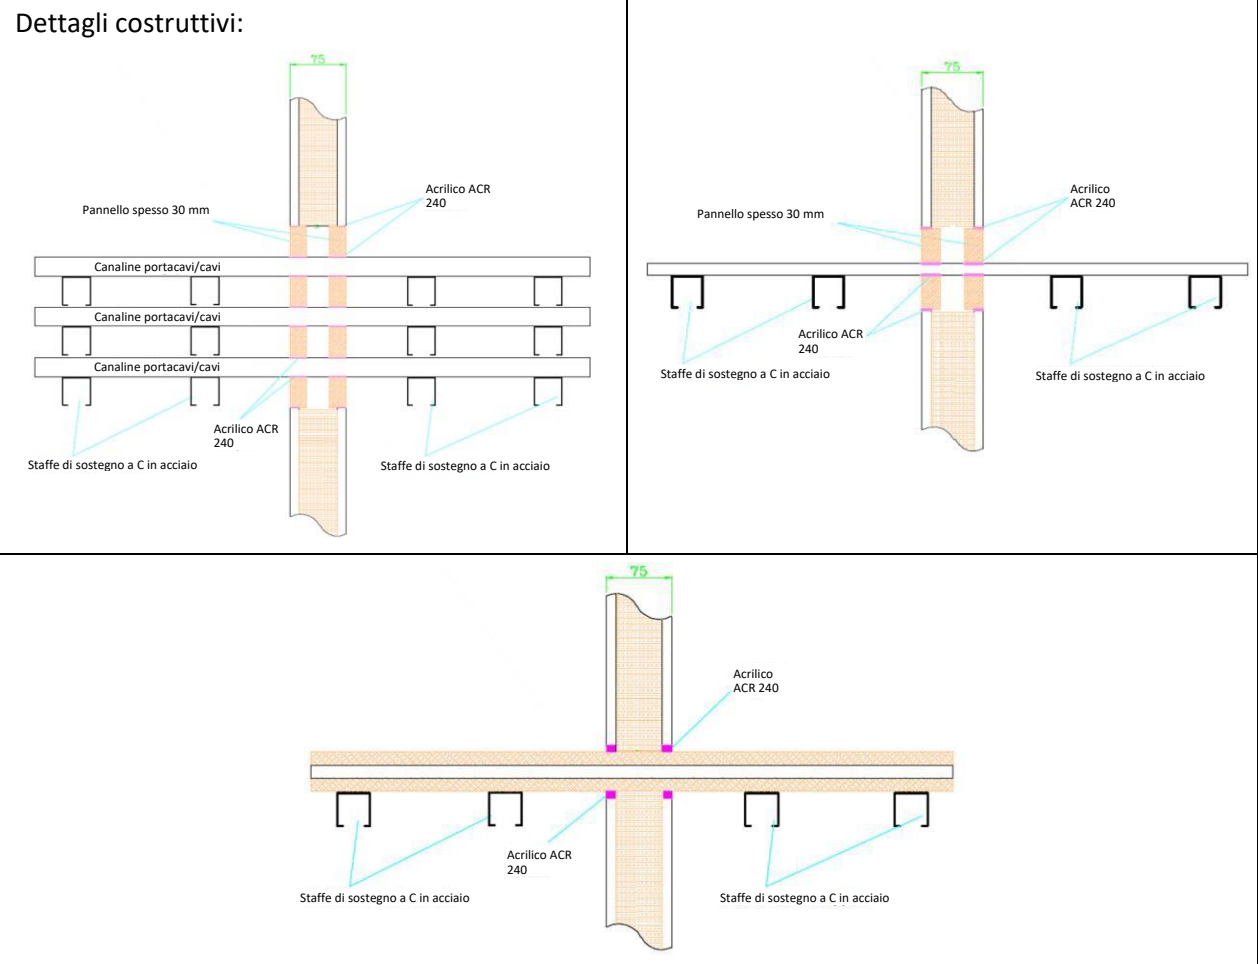 Dettagli costruttivi:
75
Acrilico ACR
240
Pannello spesso 30 mm
Canaline portacavi/cavi
Canaline portacavi/cavi
Canaline portacavi/cavi
Acrilico ACR
240
Staffe di sostegno a C in acciaio
Staffe di sostegno a C in acciaio
75
Acrilico
ACR 240
Pannello spesso 30 mm
Acrilico ACR
240
Staffe di sostegno a C in acciaio
Staffe di sostegno a C in acciaio
75
Acrilico
ACR 240
Acrilico ACR
240
Staffe di sostegno a C in acciaio
Staffe di sostegno a C in acciaio